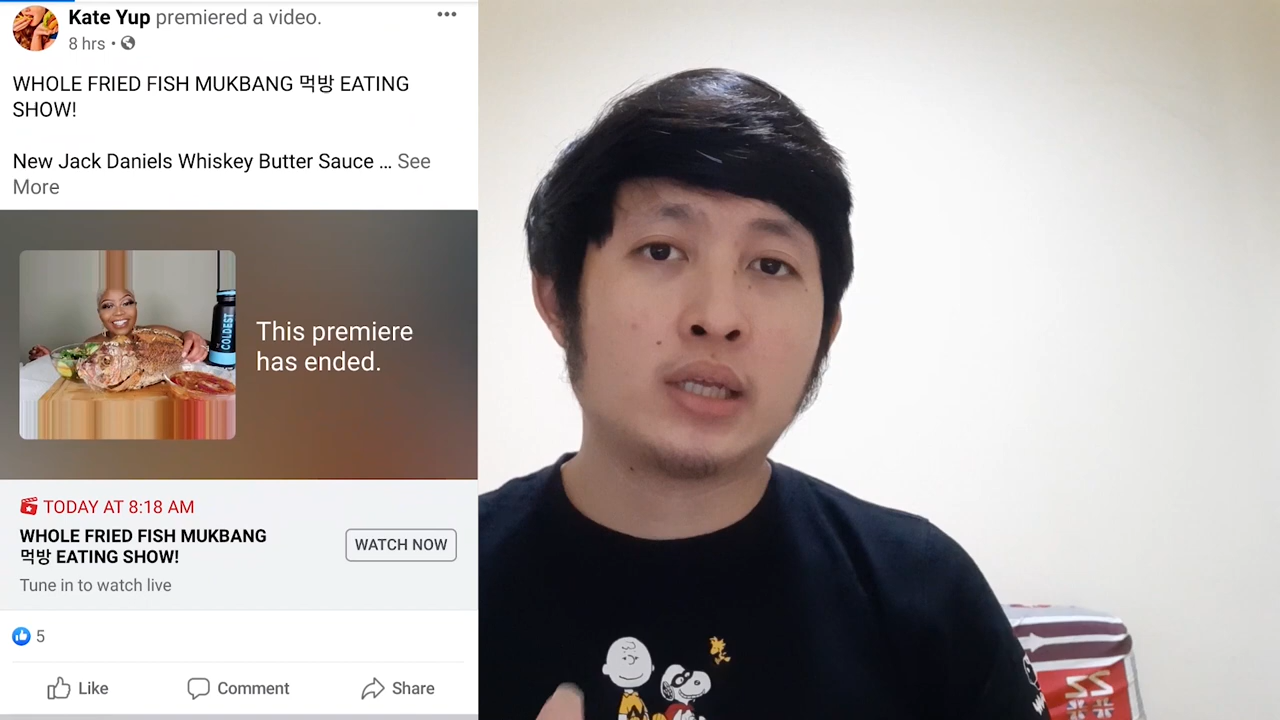 Kate Yup premiered a video.
8 hrs
WHOLE FRIED FISH MUKBANG 먹방 EATING
SHOW!
New Jack Daniels Whiskey Butter Sauce ... See
More
COLDEST
This premiere
has ended.
TODAY AT 8:18 AM
WHOLE FRIED FISH MUKBANG
먹방 EATING SHOW!
WATCH NOW
Tune in to watch live
5
Like
Comment
Share